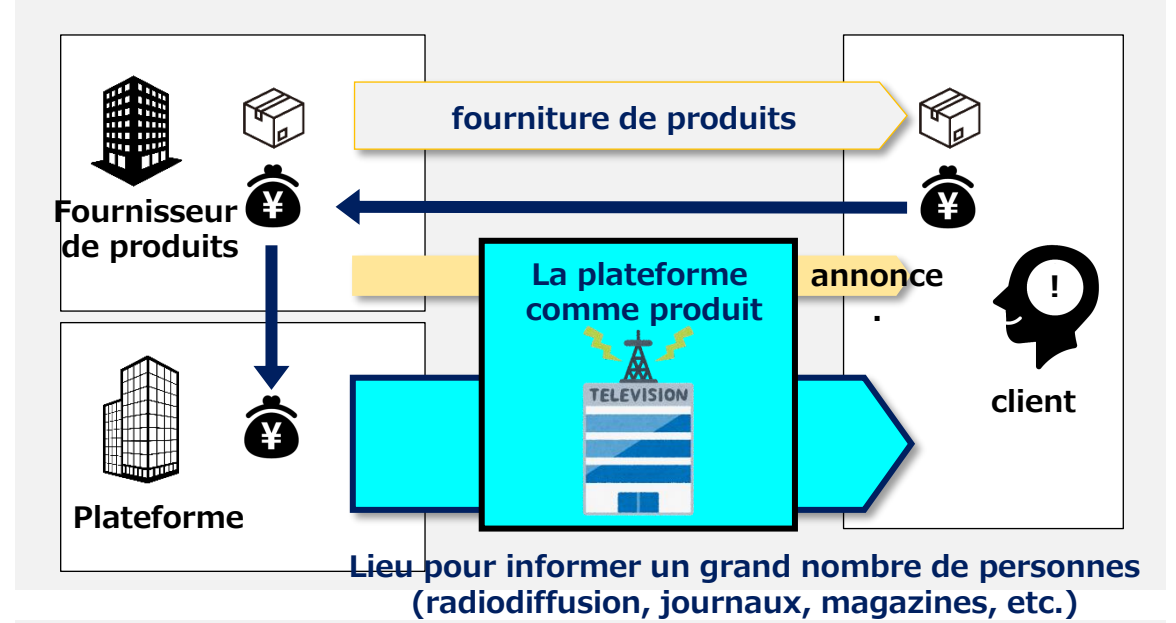 fourniture de produits
¥
¥
Fournisseur
de produits
La plateforme
comme produit
annonce
.
!
TELEVISION
client
¥
Plateforme
Lieu pour informer un grand nombre de personnes
(radiodiffusion, journaux, magazines, etc.)